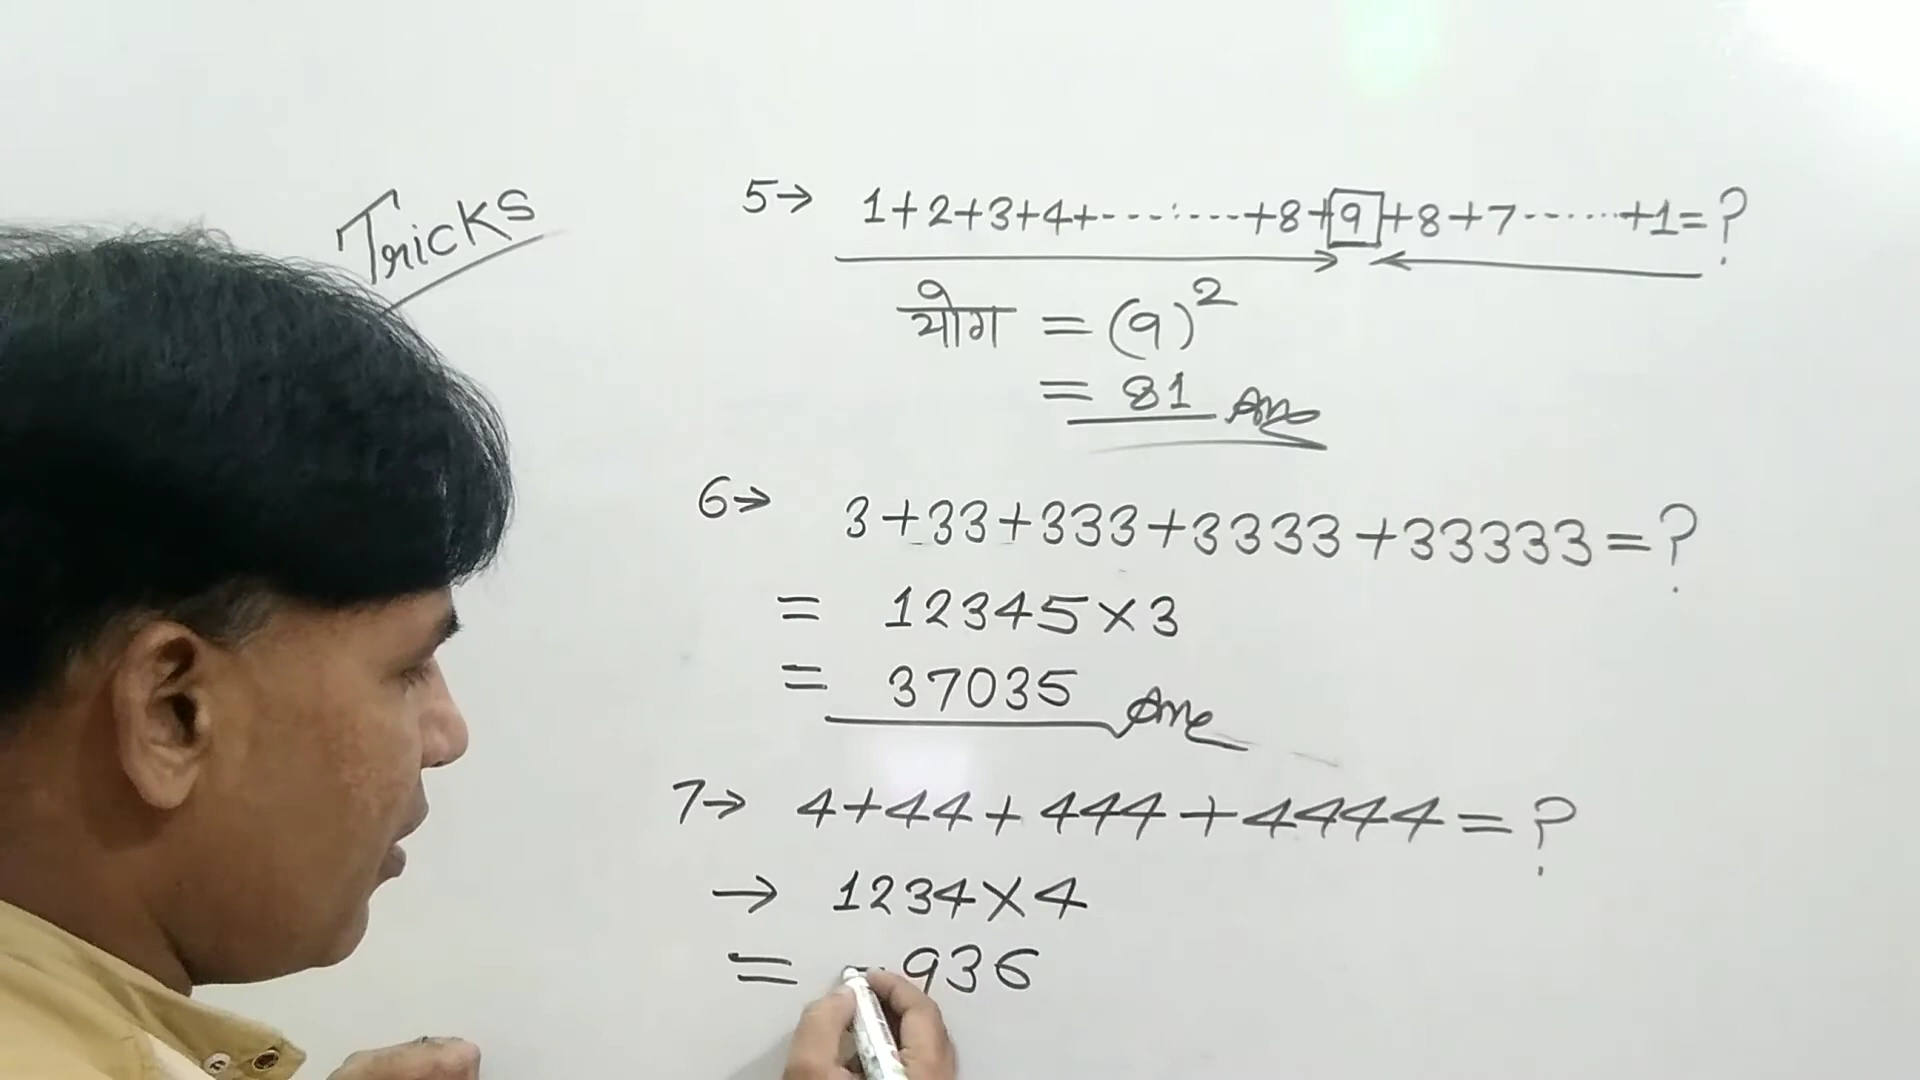 Tricks
5→ 1+2+3+4+-----------+8+9+8+7------+1=?
योग = (9)²
= 81 Ans
6→ 3+33+333+3333+33333=?
= 12345×3
= 37035 Ans
7→ 4+44+444+4444=?
→ 1234×4
= 936